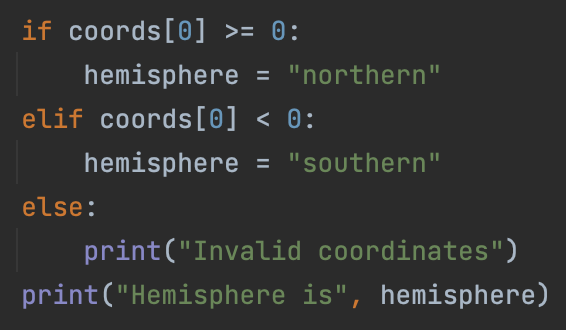 if coords[0] >= 0:
    hemisphere = "northern"
elif coords[0] < 0:
    hemisphere = "southern"
else:
    print("Invalid coordinates")
print("Hemisphere is", hemisphere)